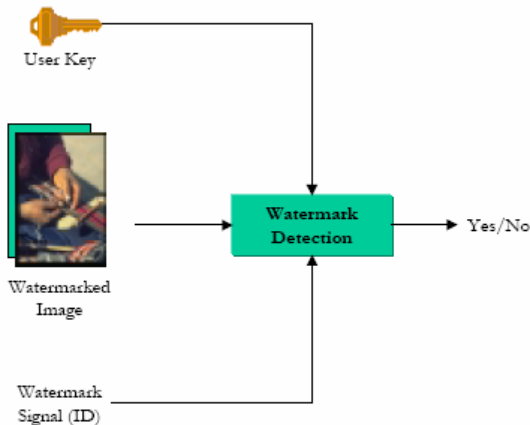 User Key
Watermarked
Image
Watermark
Detection
Yes/No
Watermark
Signal (ID)